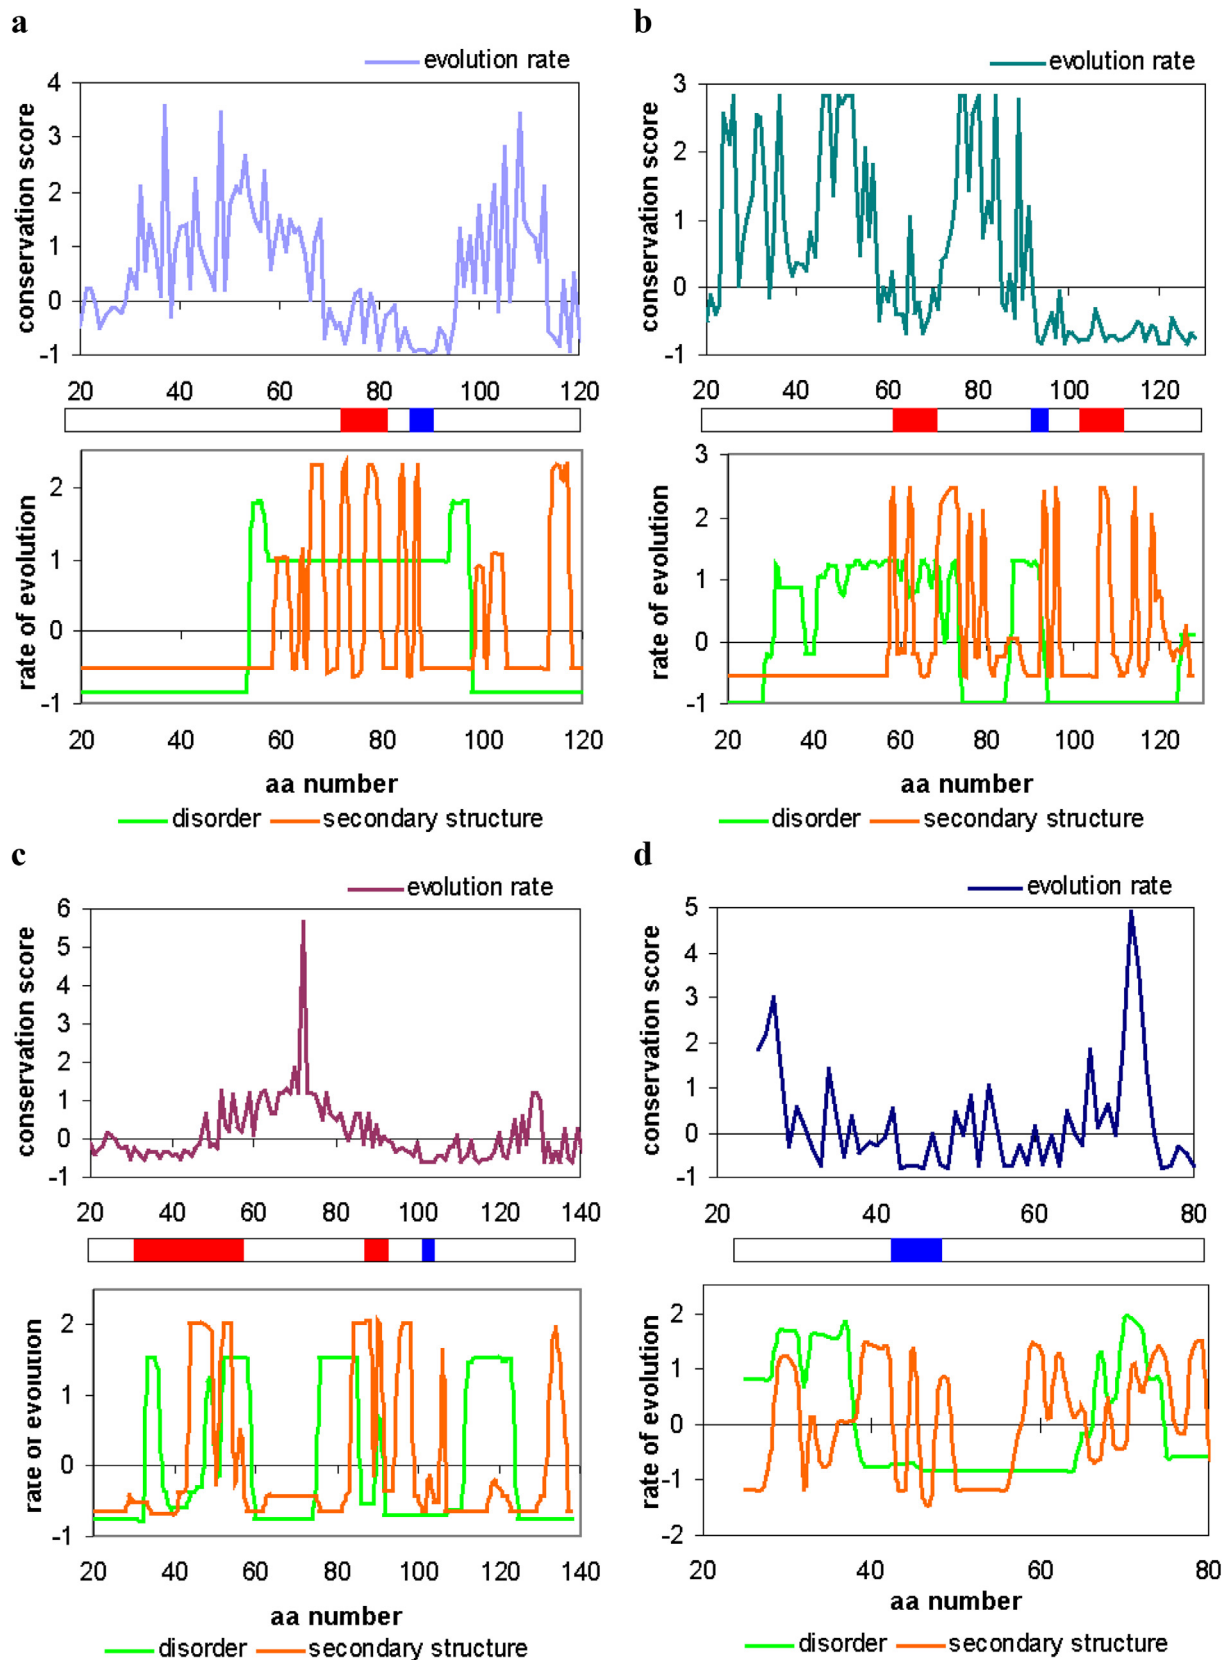 a
evolution rate
conservation score
4
3
2
1
0
-1
20 40 60 80 100 120
rate of evolution
2
1
0
-1
20 40 60 80 100 120
aa number
disorder secondary structure
b
evolution rate
conservation score
3
2
1
0
-1
20 40 60 80 100 120
rate of evolution
3
2
1
0
-1
20 40 60 80 100 120
aa number
disorder secondary structure
c
evolution rate
conservation score
6
5
4
3
2
1
0
-1
20 40 60 80 100 120 140
rate of evolution
2
1
0
-1
20 40 60 80 100 120 140
aa number
disorder secondary structure
d
evolution rate
conservation score
5
4
3
2
1
0
-1
20 40 60 80
rate of evolution
2
1
0
-1
-2
20 40 60 80
aa number
disorder secondary structure